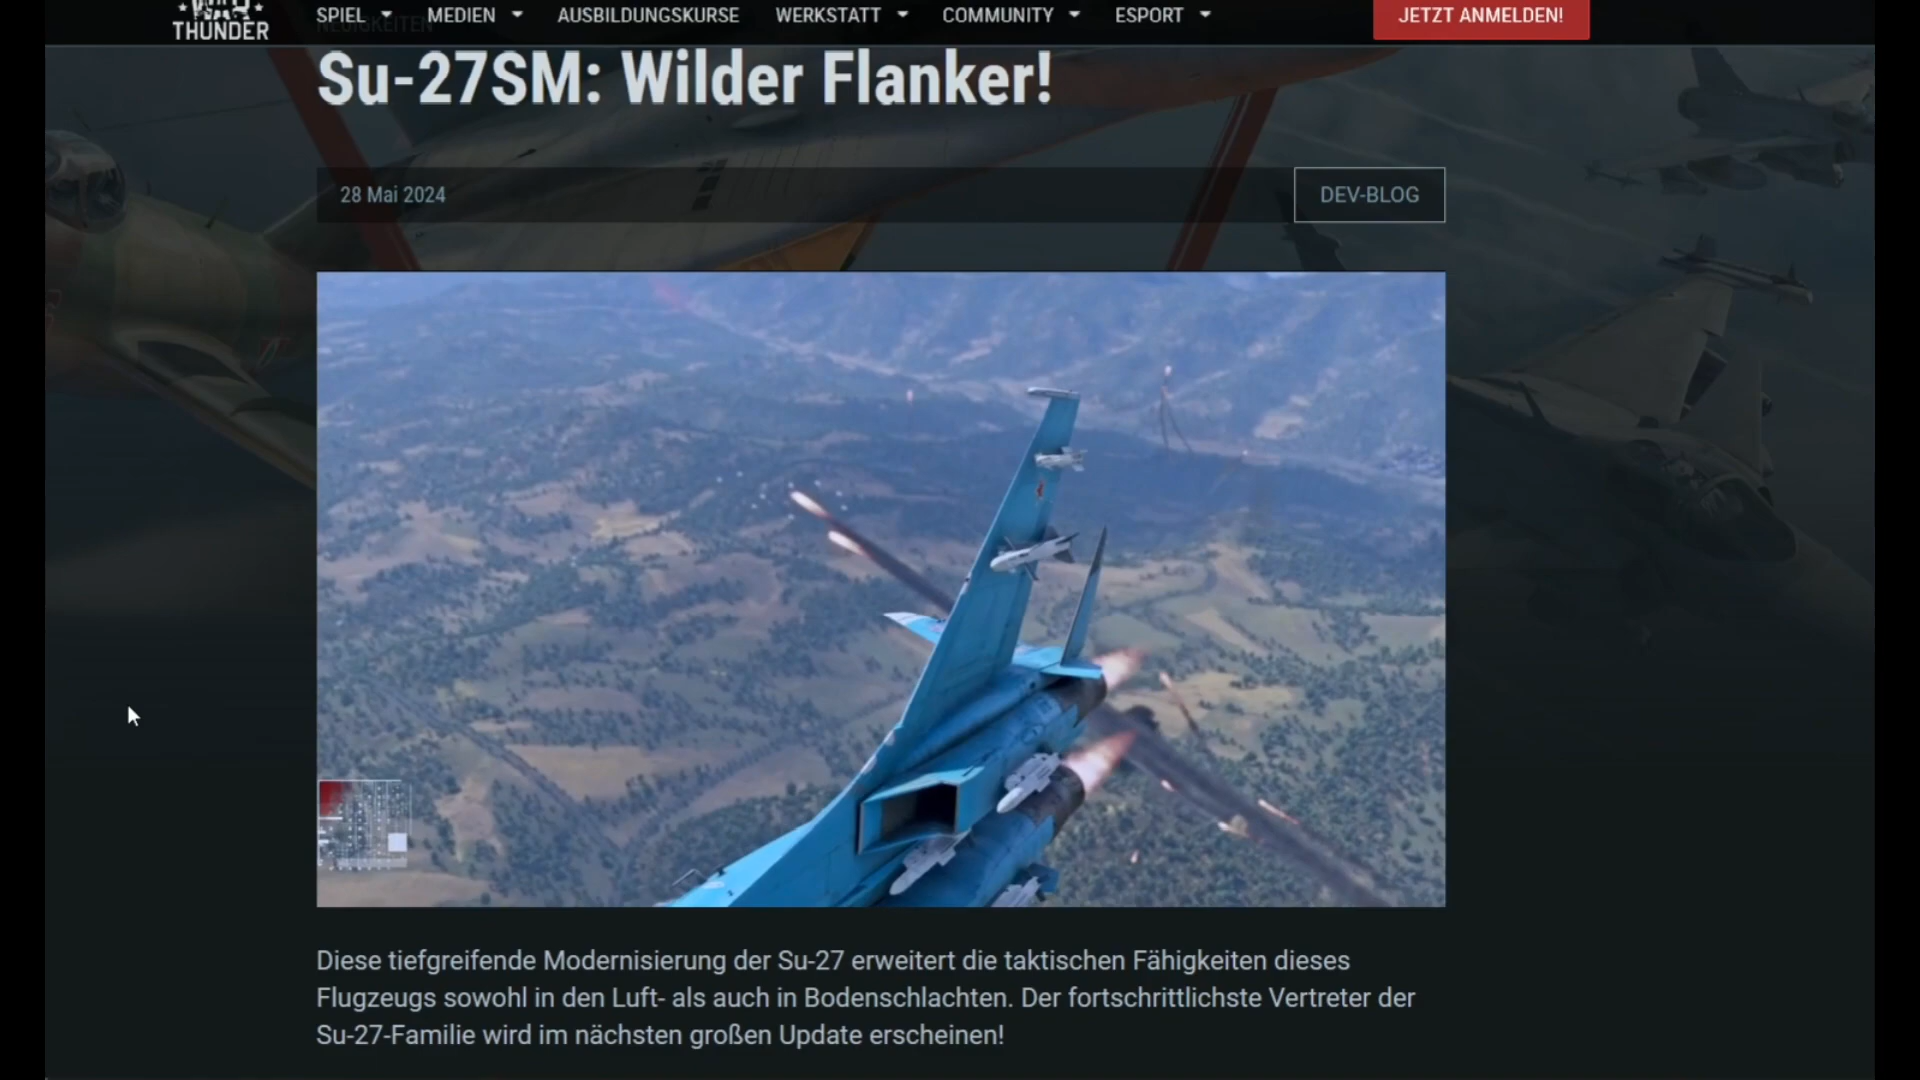 WAR
THUNDER
SPIEL
MEDIEN
AUSBILDUNGSKURSE
WERKSTATT
COMMUNITY
ESPORT
JETZT ANMELDEN!
NEUIGKEITEN
Su-27SM: Wilder Flanker!
28 Mai 2024
DEV-BLOG
Diese tiefgreifende Modernisierung der Su-27 erweitert die taktischen Fähigkeiten dieses
Flugzeugs sowohl in den Luft- als auch in Bodenschlachten. Der fortschrittlichste Vertreter der
Su-27-Familie wird im nächsten großen Update erscheinen!